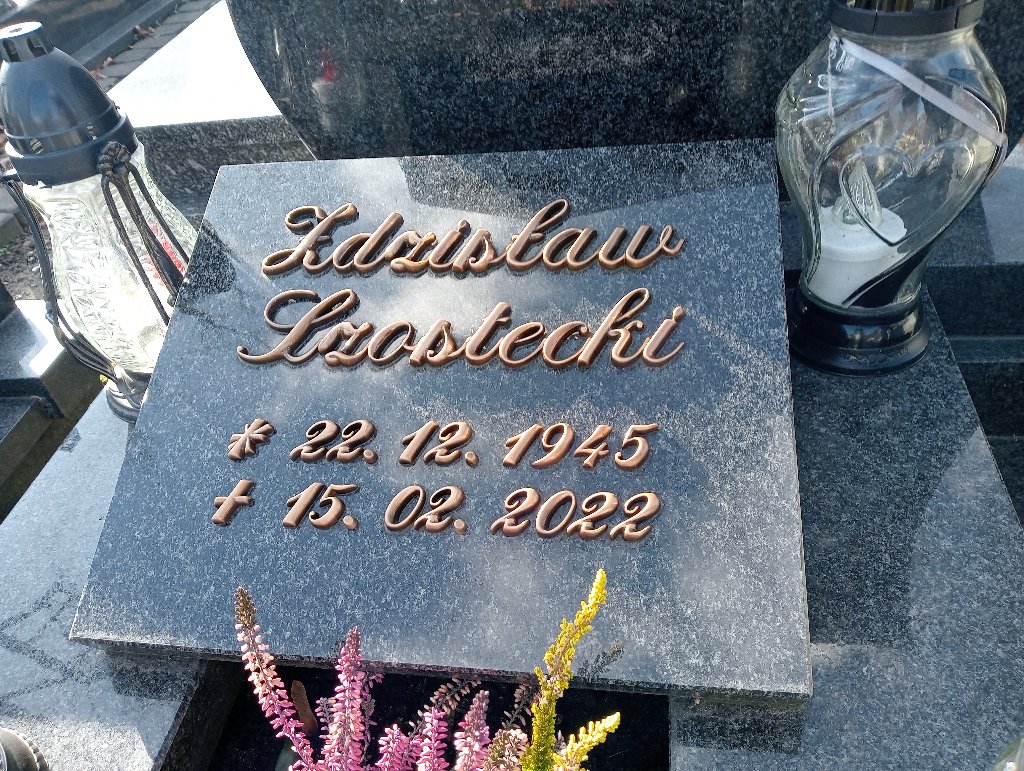 Zdzisław
Szostecki
* 22. 12. 1945
✝ 15. 02. 2022